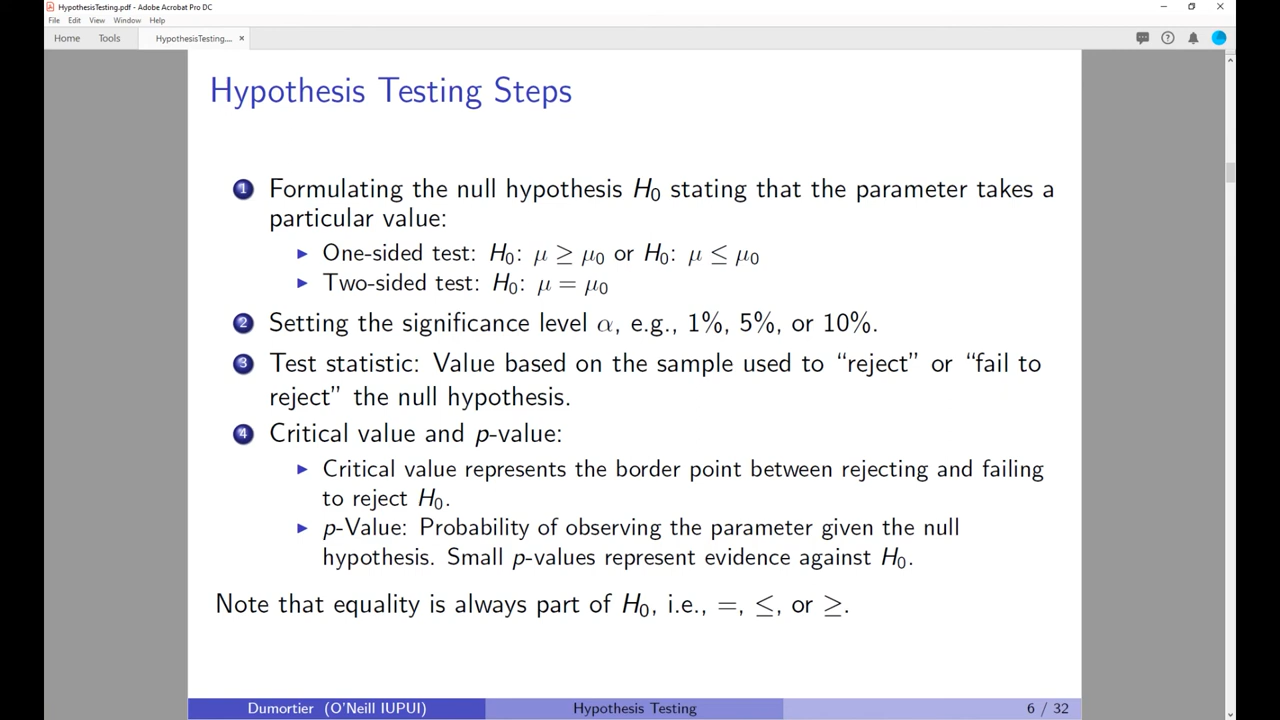 HypothesisTesting.pdf - Adobe Acrobat Pro DC
File Edit View Window Help
Home Tools HypothesisTesting.... ×
Hypothesis Testing Steps
1 Formulating the null hypothesis H₀ stating that the parameter takes a
particular value:
▶ One-sided test: H₀: μ ≥ μ₀ or H₀: μ ≤ μ₀
▶ Two-sided test: H₀: μ = μ₀
2 Setting the significance level α, e.g., 1%, 5%, or 10%.
3 Test statistic: Value based on the sample used to “reject” or “fail to
reject” the null hypothesis.
4 Critical value and p-value:
▶ Critical value represents the border point between rejecting and failing
to reject H₀.
▶ p-Value: Probability of observing the parameter given the null
hypothesis. Small p-values represent evidence against H₀.
Note that equality is always part of H₀, i.e., =, ≤, or ≥.
Dumortier (O’Neill IUPUI) Hypothesis Testing 6 / 32